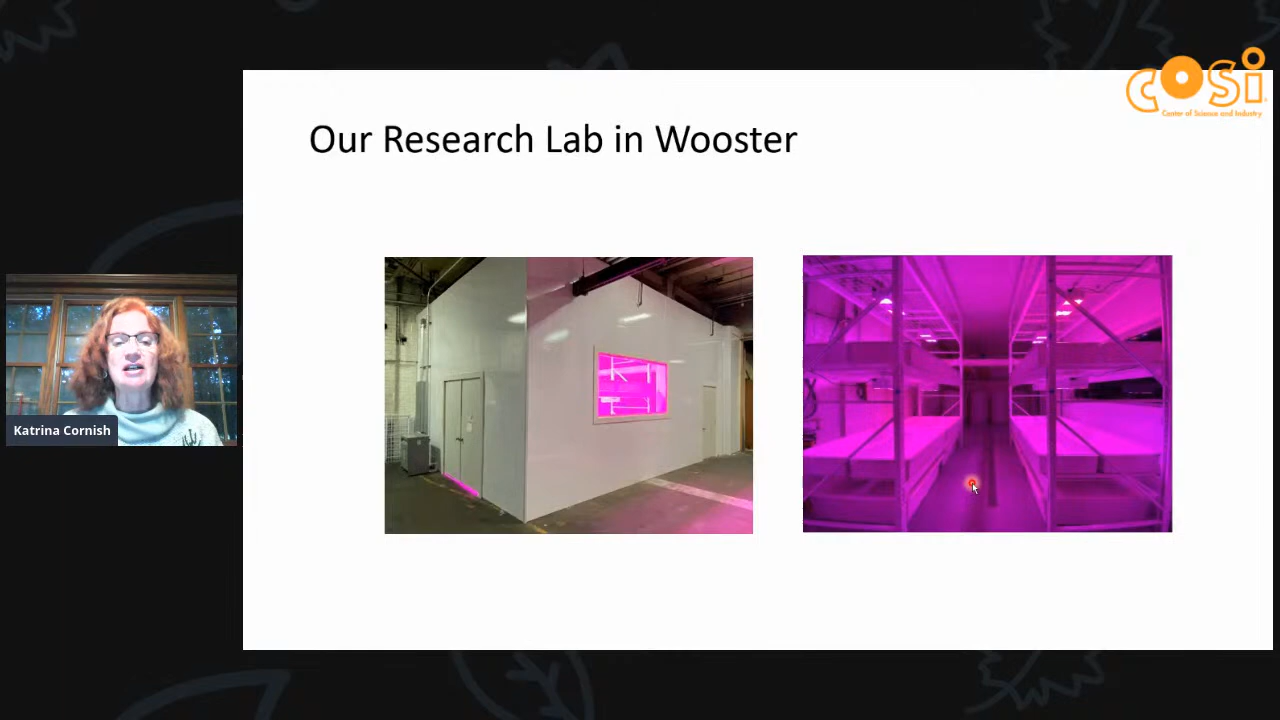 COSI
Center of Science and Industry
Our Research Lab in Wooster
Katrina Cornish